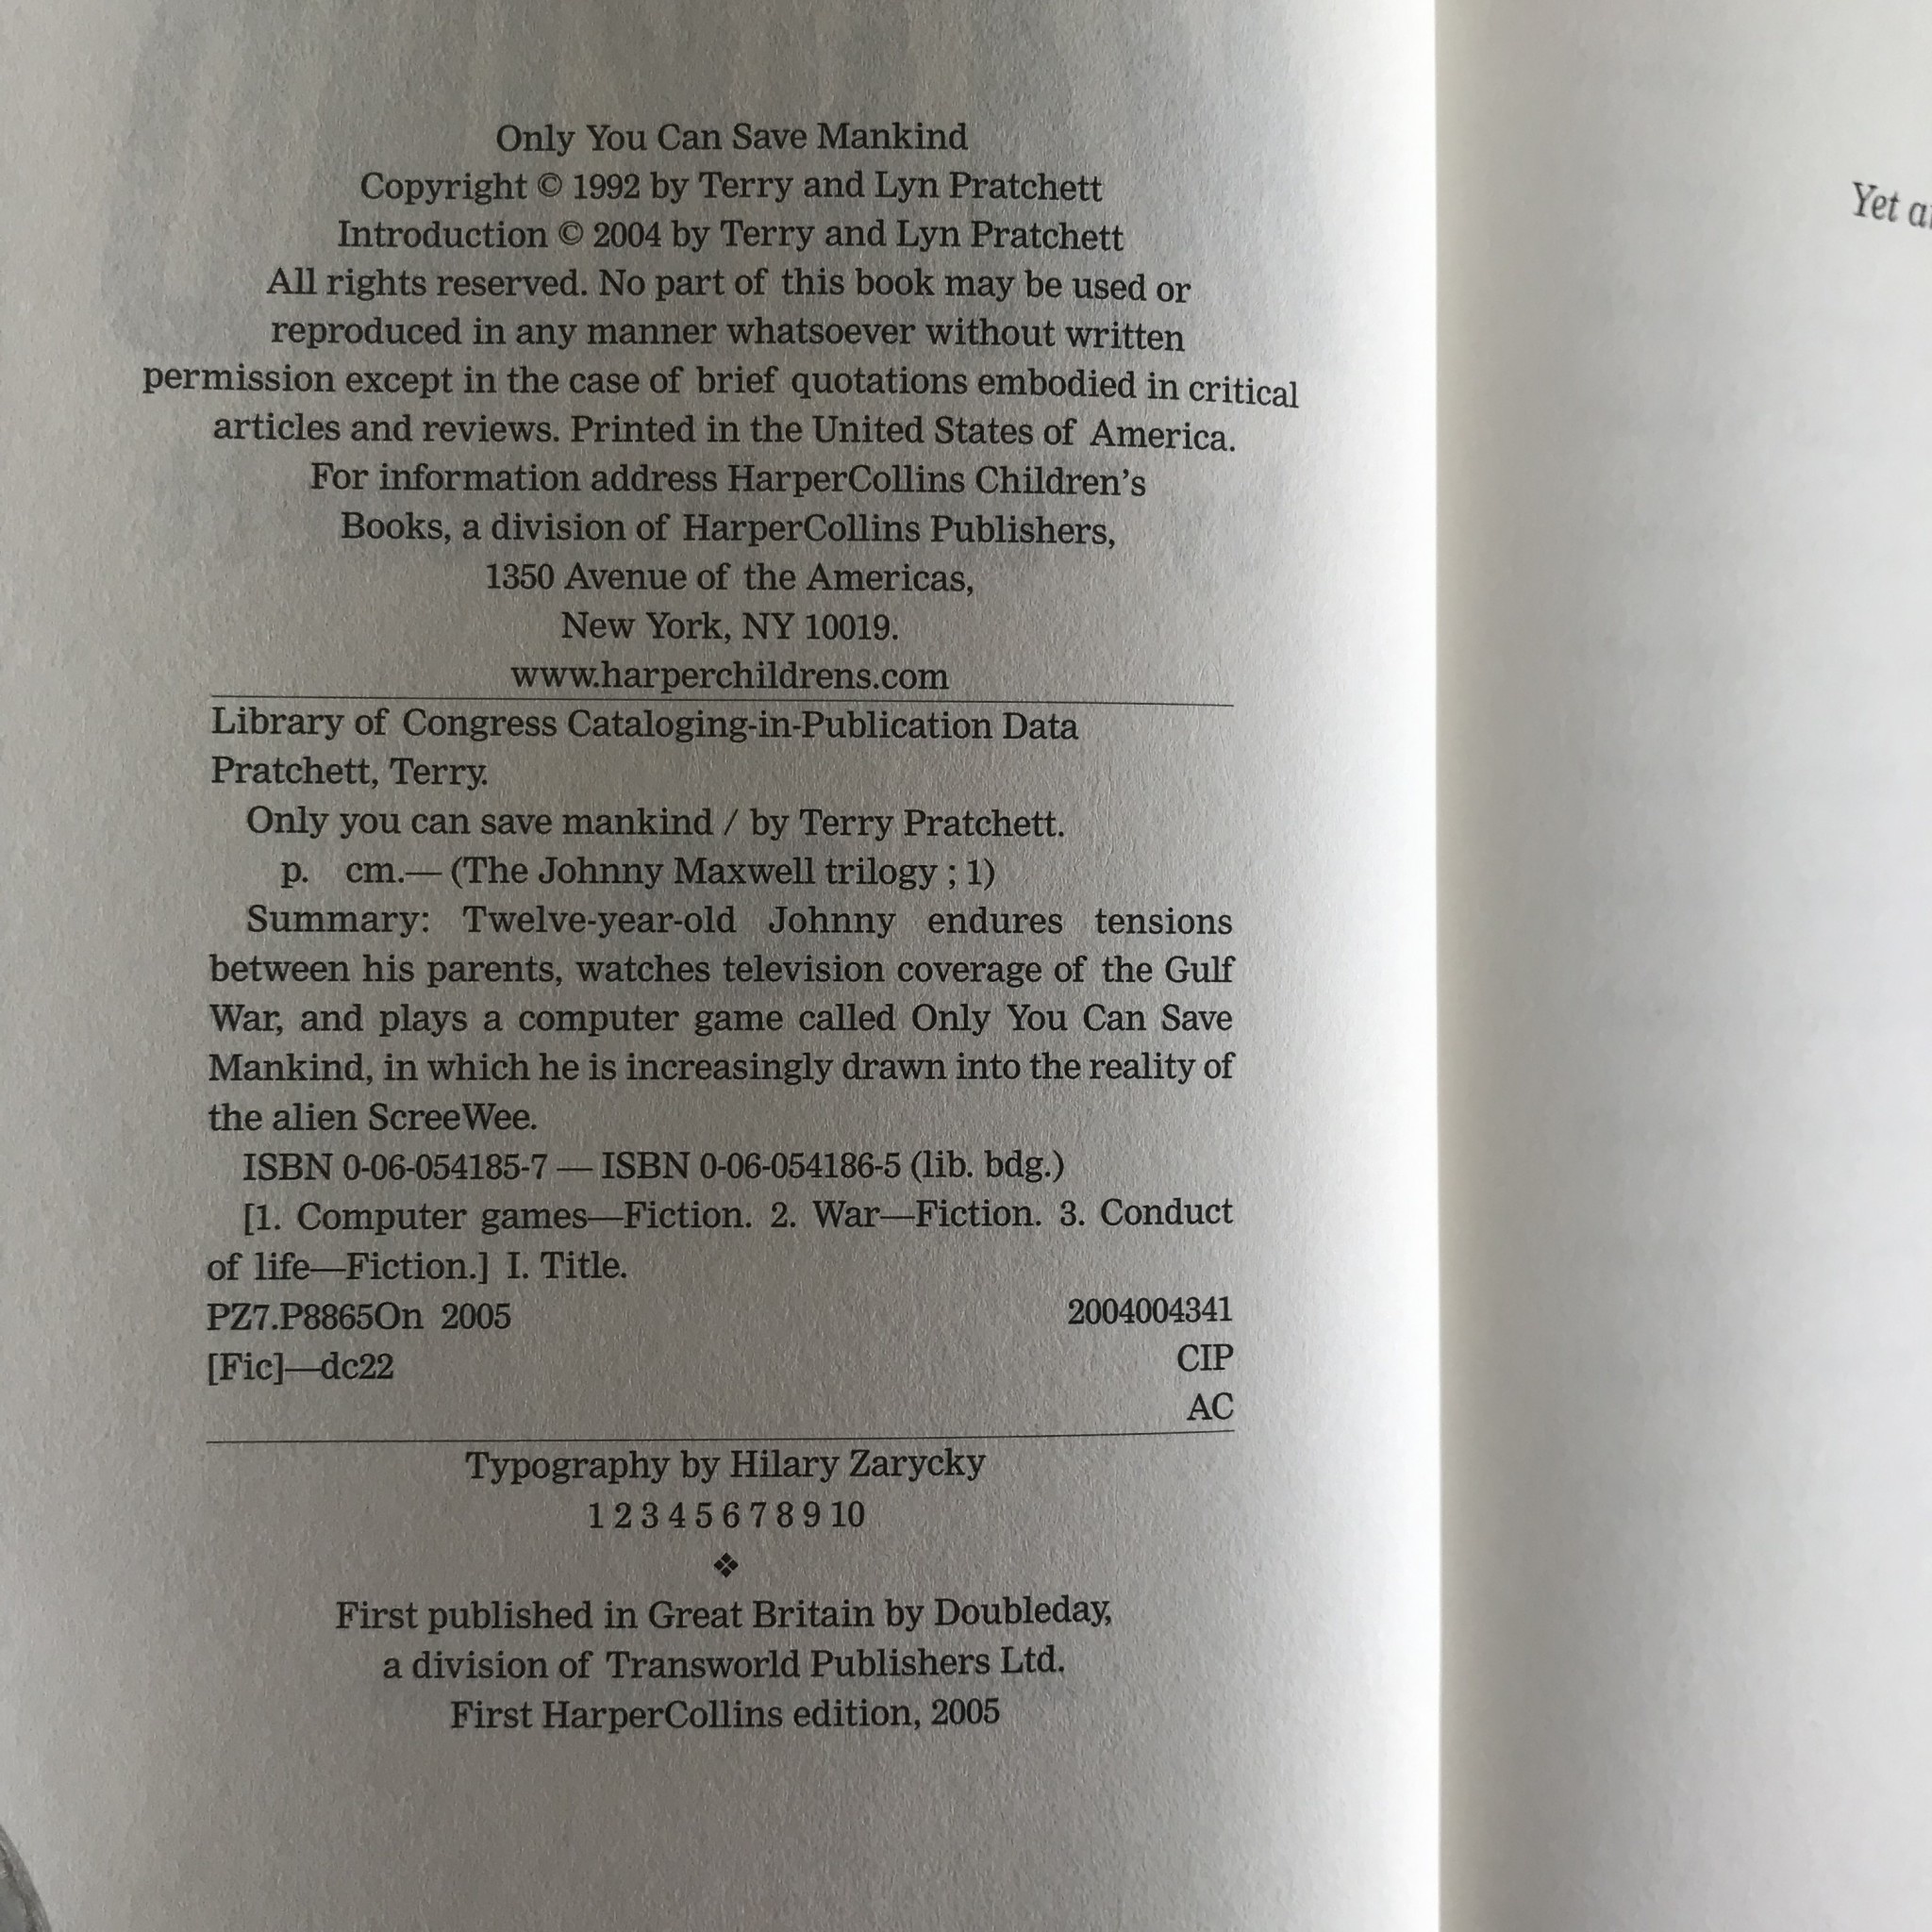 Only You Can Save Mankind
Copyright © 1992 by Terry and Lyn Pratchett
Introduction © 2004 by Terry and Lyn Pratchett
All rights reserved. No part of this book may be used or
reproduced in any manner whatsoever without written
permission except in the case of brief quotations embodied in critical
articles and reviews. Printed in the United States of America.
For information address HarperCollins Children's
Books, a division of HarperCollins Publishers,
1350 Avenue of the Americas,
New York, NY 10019.
www.harperchildrens.com
Library of Congress Cataloging-in-Publication Data
Pratchett, Terry.
Only you can save mankind / by Terry Pratchett.
p. cm.— (The Johnny Maxwell trilogy ; 1)
Summary: Twelve-year-old Johnny endures tensions
between his parents, watches television coverage of the Gulf
War, and plays a computer game called Only You Can Save
Mankind, in which he is increasingly drawn into the reality of
the alien ScreeWee.
ISBN 0-06-054185-7 — ISBN 0-06-054186-5 (lib. bdg.)
[1. Computer games—Fiction. 2. War—Fiction. 3. Conduct
of life—Fiction.] I. Title.
PZ7.P8865On 2005 2004004341
[Fic]—dc22 CIP
AC
Typography by Hilary Zarycky
1 2 3 4 5 6 7 8 9 10
❖
First published in Great Britain by Doubleday,
a division of Transworld Publishers Ltd.
First HarperCollins edition, 2005
Yet